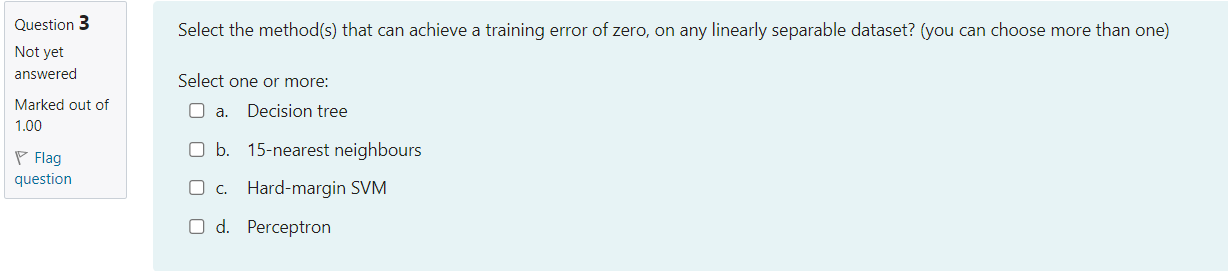 Question 3
Not yet
answered
Marked out of
1.00
Flag
question
Select the method(s) that can achieve a training error of zero, on any linearly separable dataset? (you can choose more than one)
Select one or more:
a. Decision tree
b. 15-nearest neighbours
c. Hard-margin SVM
d. Perceptron